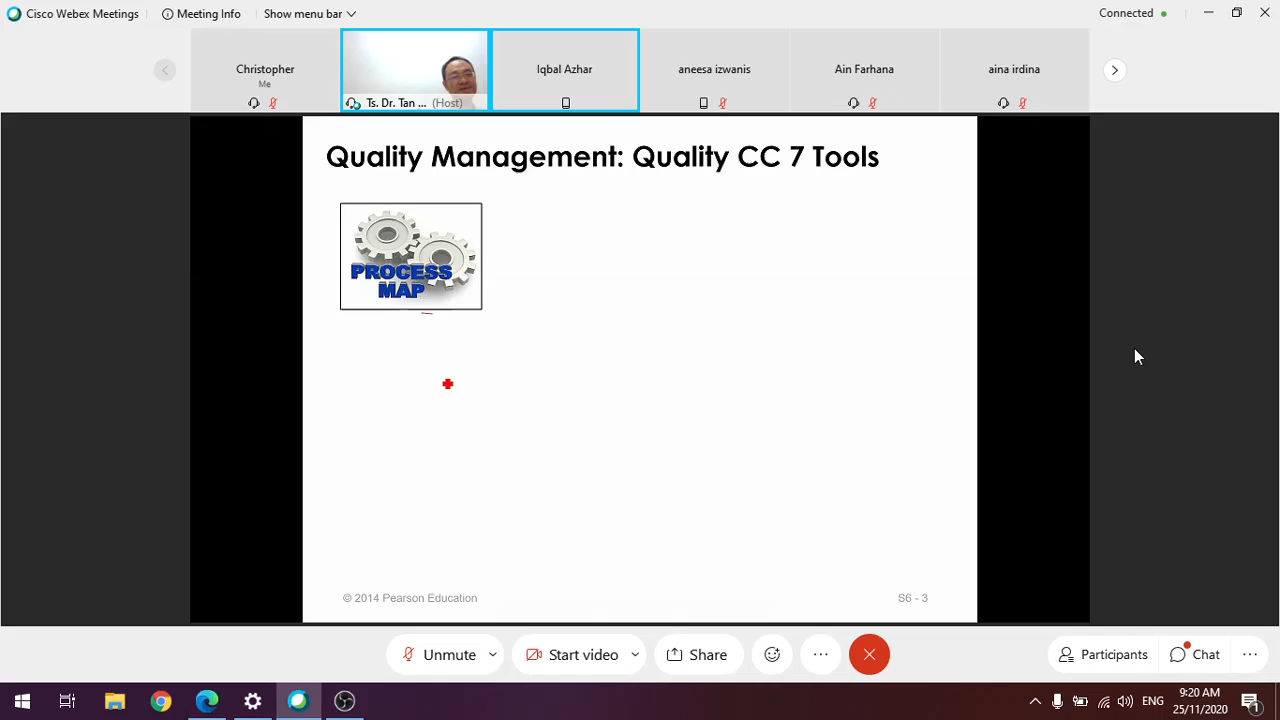 Cisco Webex Meetings
Meeting Info
Show menu bar
Connected
Christopher
Me
Ts. Dr. Tan ... (Host)
Iqbal Azhar
aneesa izwanis
Ain Farhana
aina irdina
Quality Management: Quality CC 7 Tools
PROCESS
MAP
© 2014 Pearson Education
S6 - 3
Unmute
Start video
Share
Participants
Chat
ENG
9:20 AM
25/11/2020
1